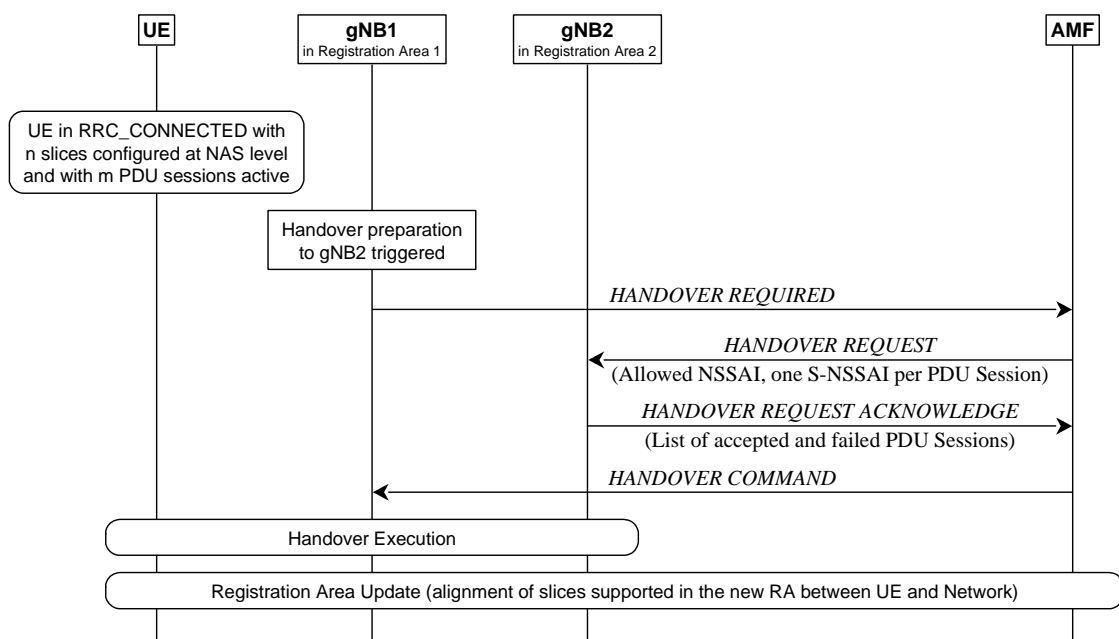 UE
gNB1
in Registration Area 1
gNB2
in Registration Area 2
AMF
UE in RRC_CONNECTED with
n slices configured at NAS level
and with m PDU sessions active
Handover preparation
to gNB2 triggered
HANDOVER REQUIRED
HANDOVER REQUEST
(Allowed NSSAI, one S-NSSAI per PDU Session)
HANDOVER REQUEST ACKNOWLEDGE
(List of accepted and failed PDU Sessions)
HANDOVER COMMAND
Handover Execution
Registration Area Update (alignment of slices supported in the new RA between UE and Network)